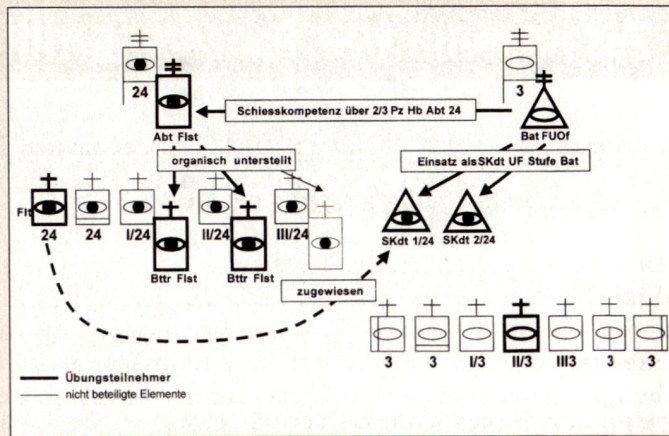 24
3
Schiesskompetenz über 2/3 Pz Hb Abt 24
Abt Flst
Bat FUOf
organisch unterstellt
Einsatz alsSKdt UF Stufe Bat
Flt
24
24
I/24
II/24
III/24
SKdt 1/24
SKdt 2/24
Bttr Flst
Bttr Flst
zugewiesen
3
3
I/3
II/3
III3
3
3
Übungsteilnehmer
nicht beteiligte Elemente